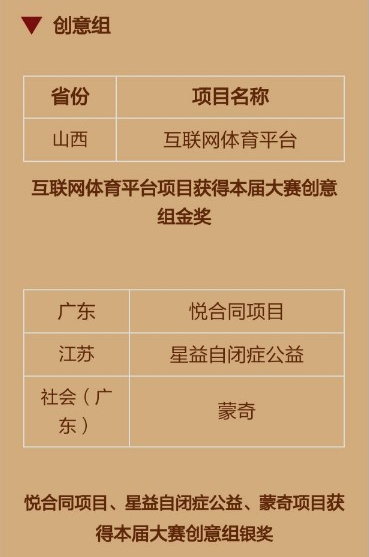 创意组
省份 项目名称
山西 互联网体育平台
互联网体育平台项目获得本届大赛创意
组金奖
广东 悦合同项目
江苏 星益自闭症公益
社会（广
东） 蒙奇
悦合同项目、星益自闭症公益、蒙奇项目获
得本届大赛创意组银奖